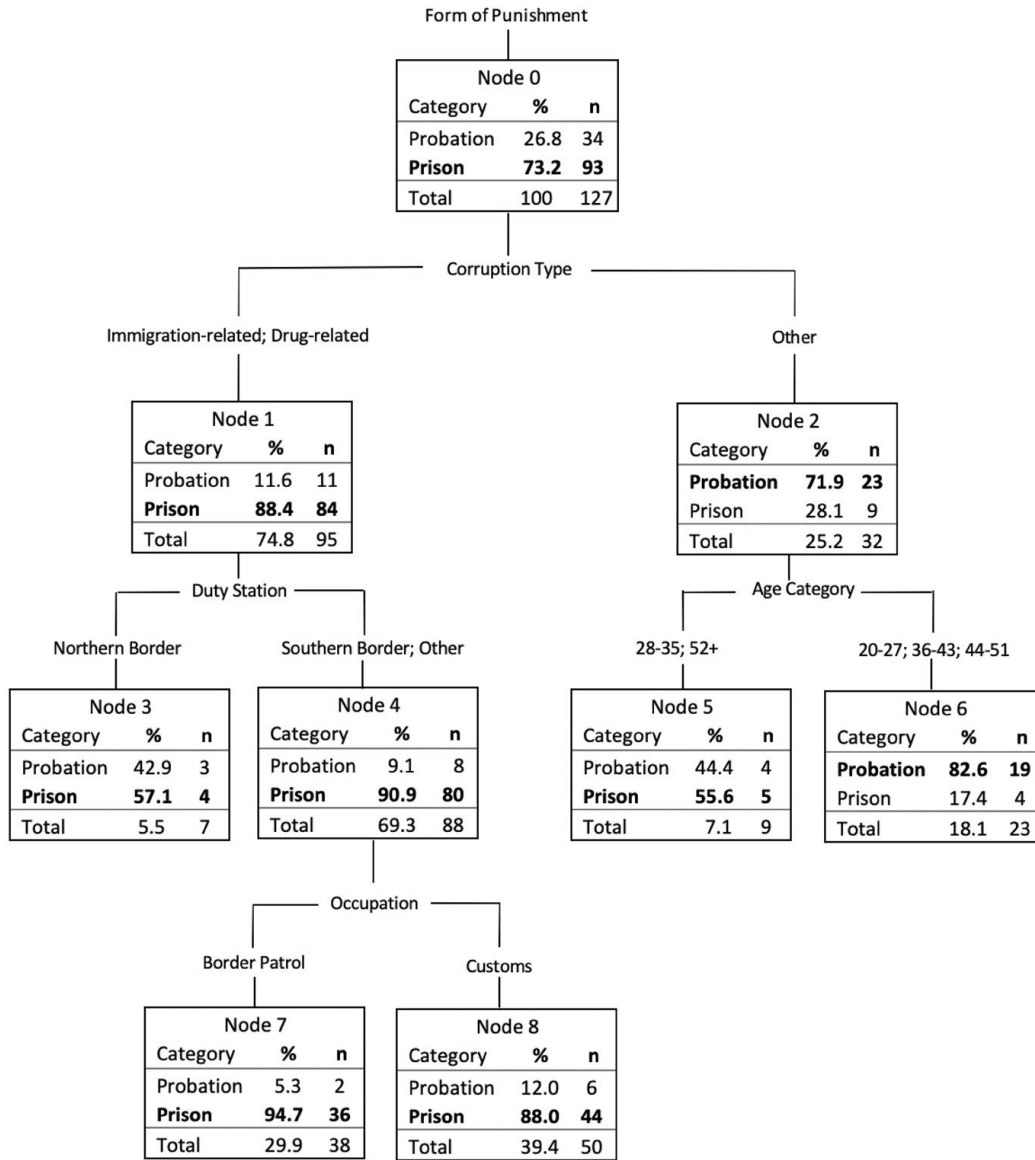 Form of Punishment
Node 0
Category % n
Probation 26.8 34
Prison 73.2 93
Total 100 127
Corruption Type
Immigration-related; Drug-related
Other
Node 1
Category % n
Probation 11.6 11
Prison 88.4 84
Total 74.8 95
Node 2
Category % n
Probation 71.9 23
Prison 28.1 9
Total 25.2 32
Duty Station
Age Category
Northern Border
Southern Border; Other
28-35; 52+
20-27; 36-43; 44-51
Node 3
Category % n
Probation 42.9 3
Prison 57.1 4
Total 5.5 7
Node 4
Category % n
Probation 9.1 8
Prison 90.9 80
Total 69.3 88
Node 5
Category % n
Probation 44.4 4
Prison 55.6 5
Total 7.1 9
Node 6
Category % n
Probation 82.6 19
Prison 17.4 4
Total 18.1 23
Occupation
Border Patrol
Customs
Node 7
Category % n
Probation 5.3 2
Prison 94.7 36
Total 29.9 38
Node 8
Category % n
Probation 12.0 6
Prison 88.0 44
Total 39.4 50